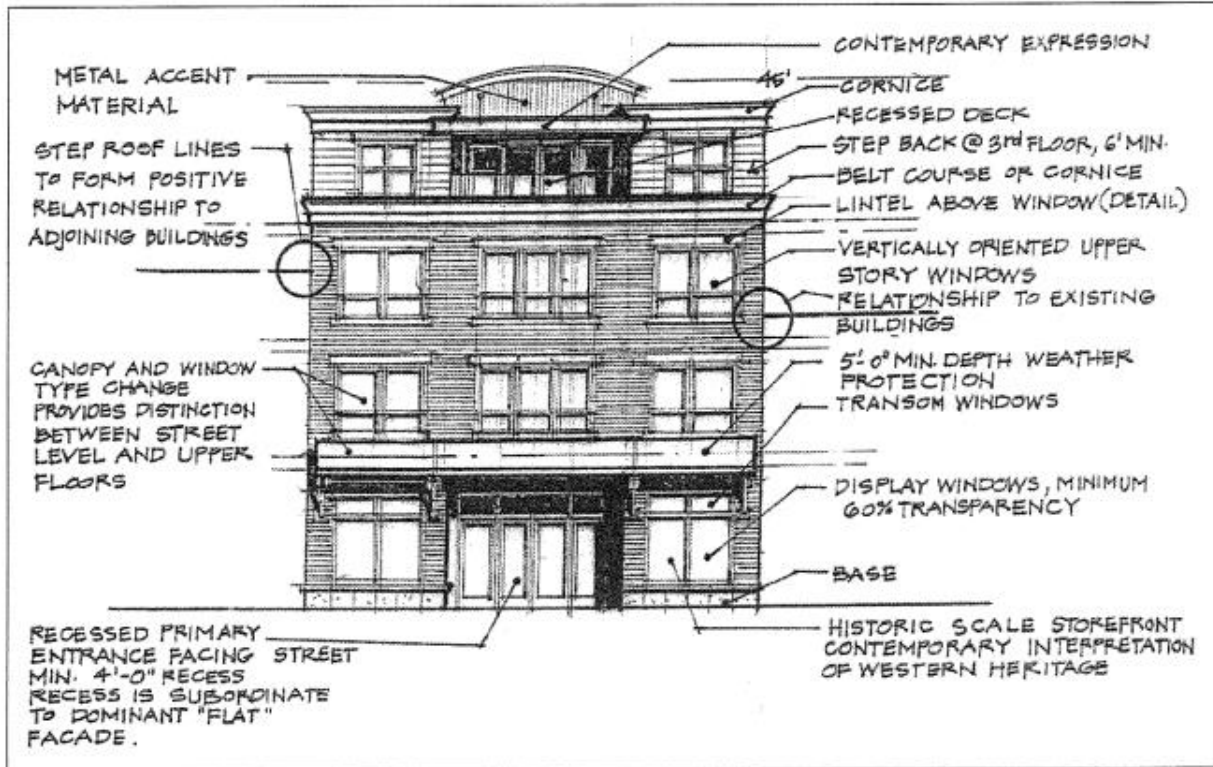 METAL ACCENT
MATERIAL
STEP ROOF LINES
TO FORM POSITIVE
RELATIONSHIP TO
ADJOINING BUILDINGS
CANOPY AND WINDOW
TYPE CHANGE
PROVIDES DISTINCTION
BETWEEN STREET
LEVEL AND UPPER
FLOORS
RECESSED PRIMARY
ENTRANCE FACING STREET
MIN. 4'-0" RECESS
RECESS IS SUBORDINATE
TO DOMINANT "FLAT"
FACADE.
CONTEMPORARY EXPRESSION
45'
CORNICE
RECESSED DECK
STEP BACK @ 3rd FLOOR, 6' MIN.
BELT COURSE OR CORNICE
LINTEL ABOVE WINDOW (DETAIL)
VERTICALLY ORIENTED UPPER
STORY WINDOWS
RELATIONSHIP TO EXISTING
BUILDINGS
5'-0" MIN. DEPTH WEATHER
PROTECTION
TRANSOM WINDOWS
DISPLAY WINDOWS, MINIMUM
60% TRANSPARENCY
BASE
HISTORIC SCALE STOREFRONT
CONTEMPORARY INTERPRETATION
OF WESTERN HERITAGE